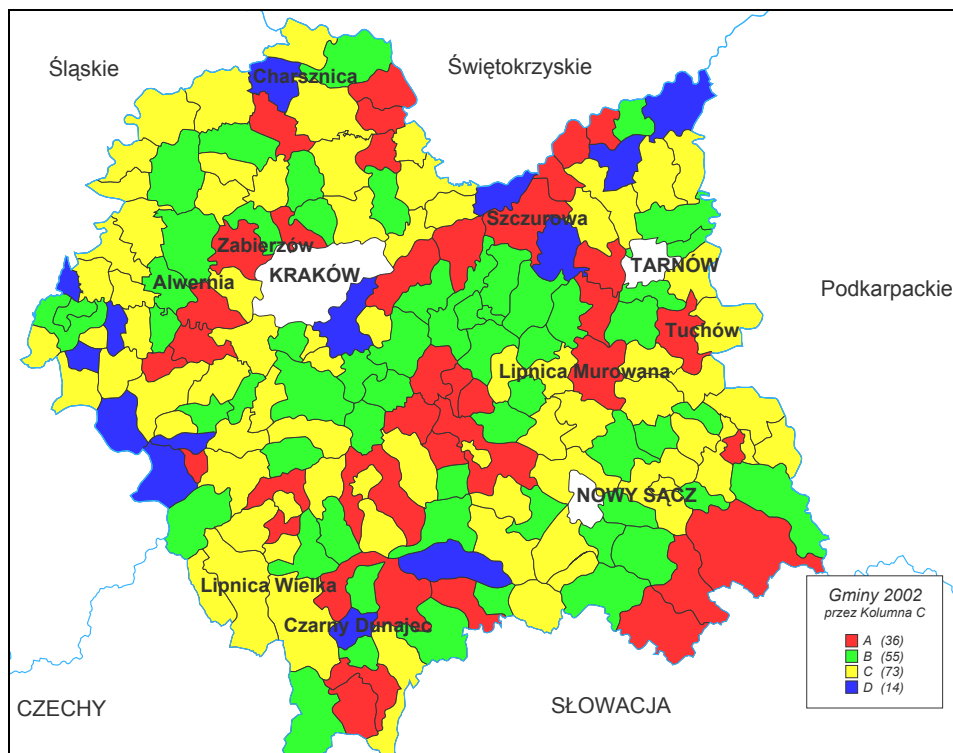 Śląskie
Świętokrzyskie
Charsznica
Szczurowa
Zabierzów
KRAKÓW
TARNÓW
Alwernia
Podkarpackie
Tuchów
Lipnica Murowana
NOWY SĄCZ
Lipnica Wielka
Czarny Dunajec
CZECHY
SŁOWACJA
Gminy 2002
przez Kolumna C
A (36)
B (55)
C (73)
D (14)